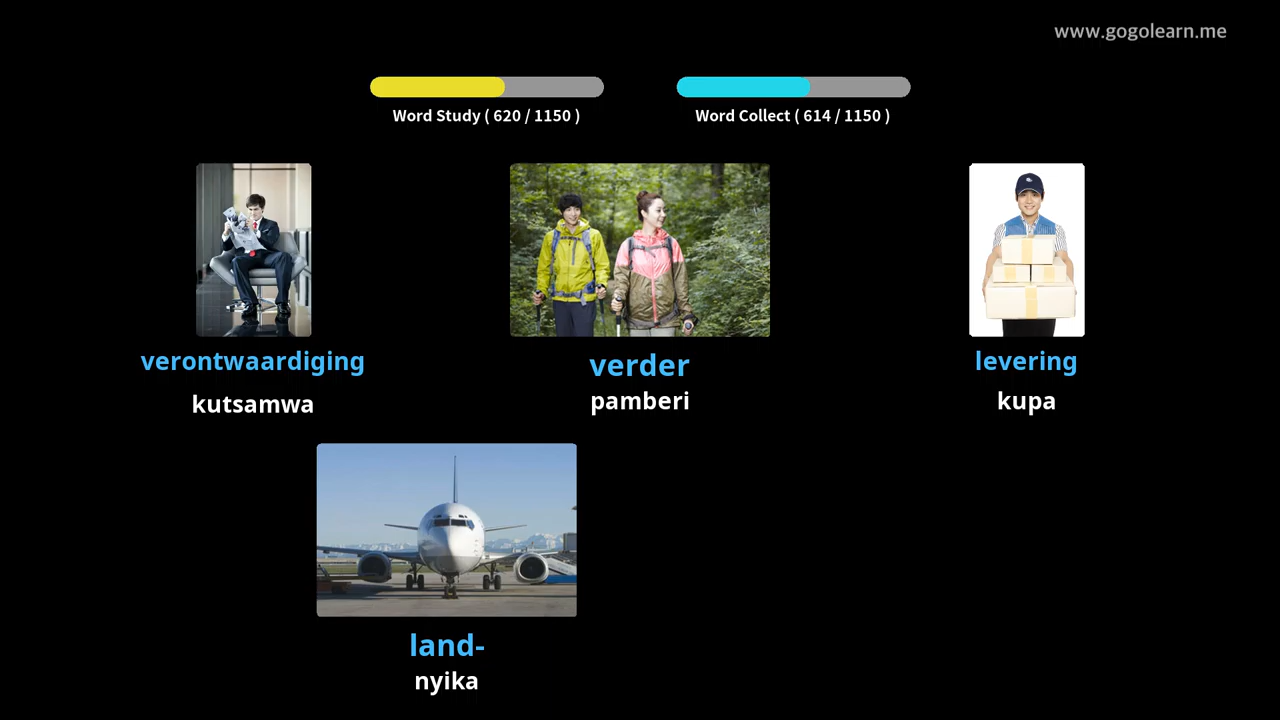 www.gogolearn.me
Word Study ( 620 / 1150 )
Word Collect ( 614 / 1150 )
verontwaardiging
kutsamwa
verder
pamberi
levering
kupa
land-
nyika